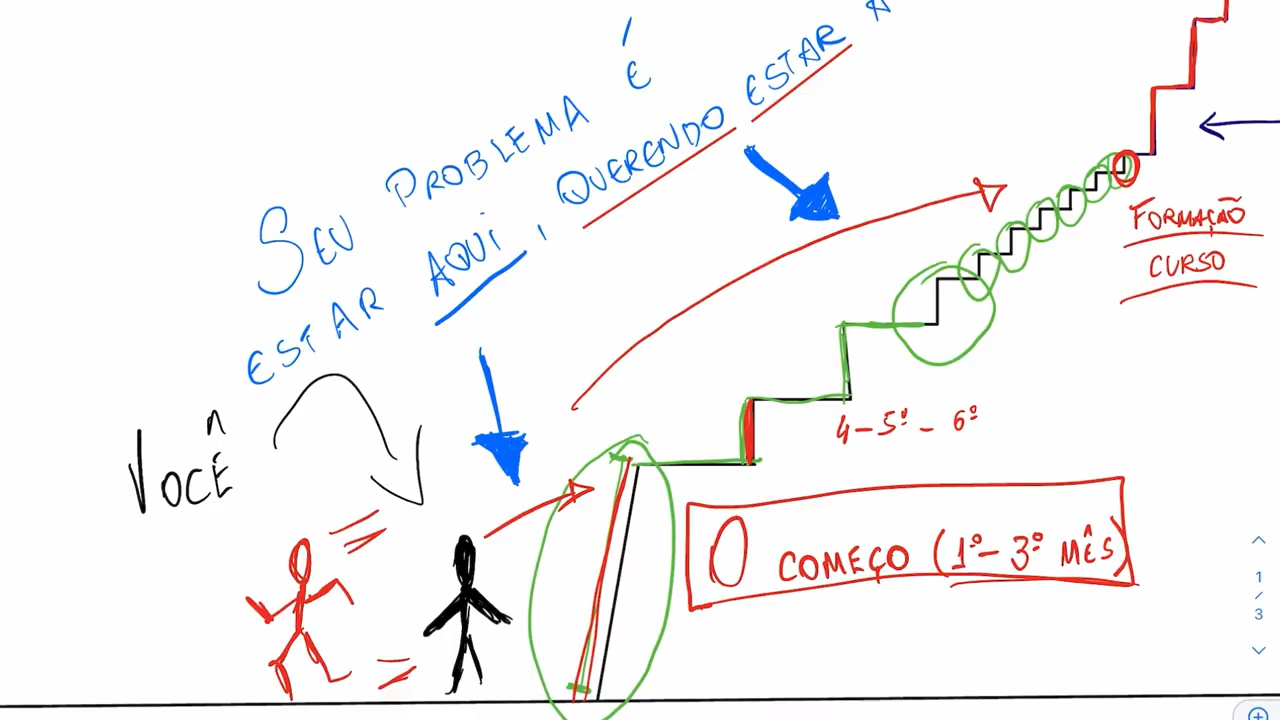 SEU PROBLEMA É
ESTAR AQUI, QUERENDO ESTAR
VOCÊ
FORMAÇÃO
CURSO
4-5º-6º
O COMEÇO (1º-3º MÊS)
1
/
3